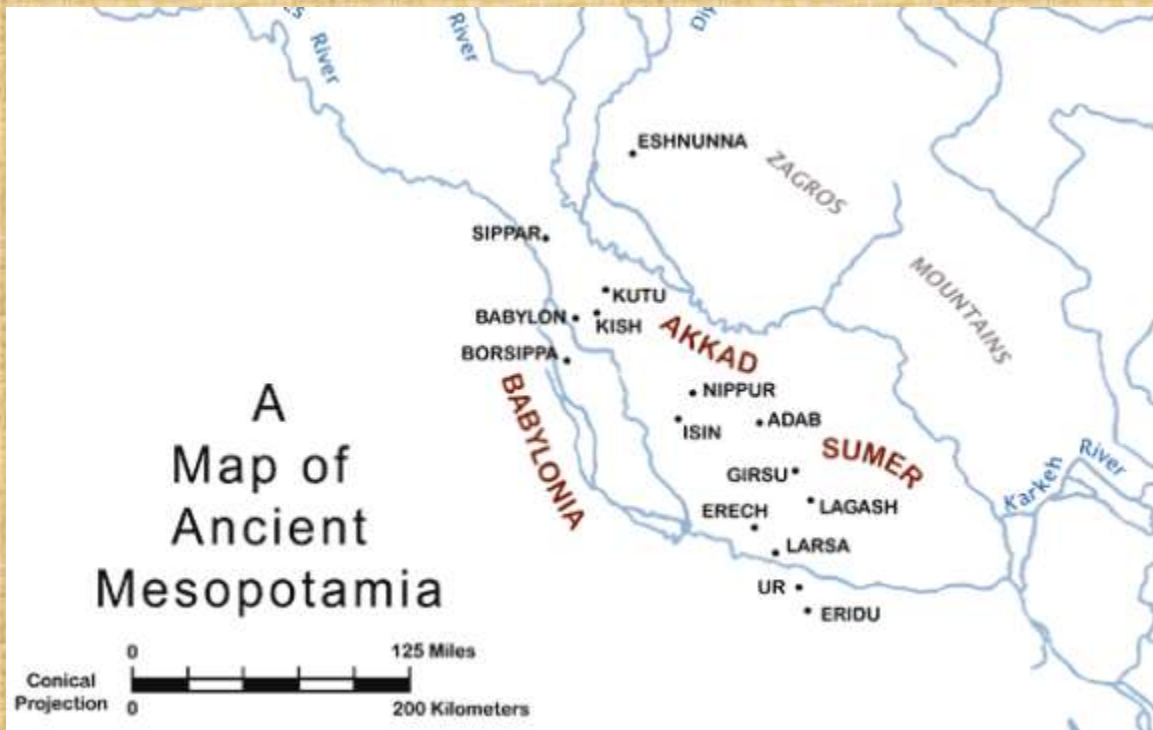 River
River
ESHNUNNA
ZAGROS
SIPPAR
MOUNTAINS
KUTU
BABYLON
KISH
AKKAD
BORSIPPA
BABYLONIA
NIPPUR
ISIN
ADAB
SUMER
GIRSU
LAGASH
ERECH
LARSA
Karkeh River
UR
ERIDU
A
Map of
Ancient
Mesopotamia
0 125 Miles
Conical
Projection
0 200 Kilometers